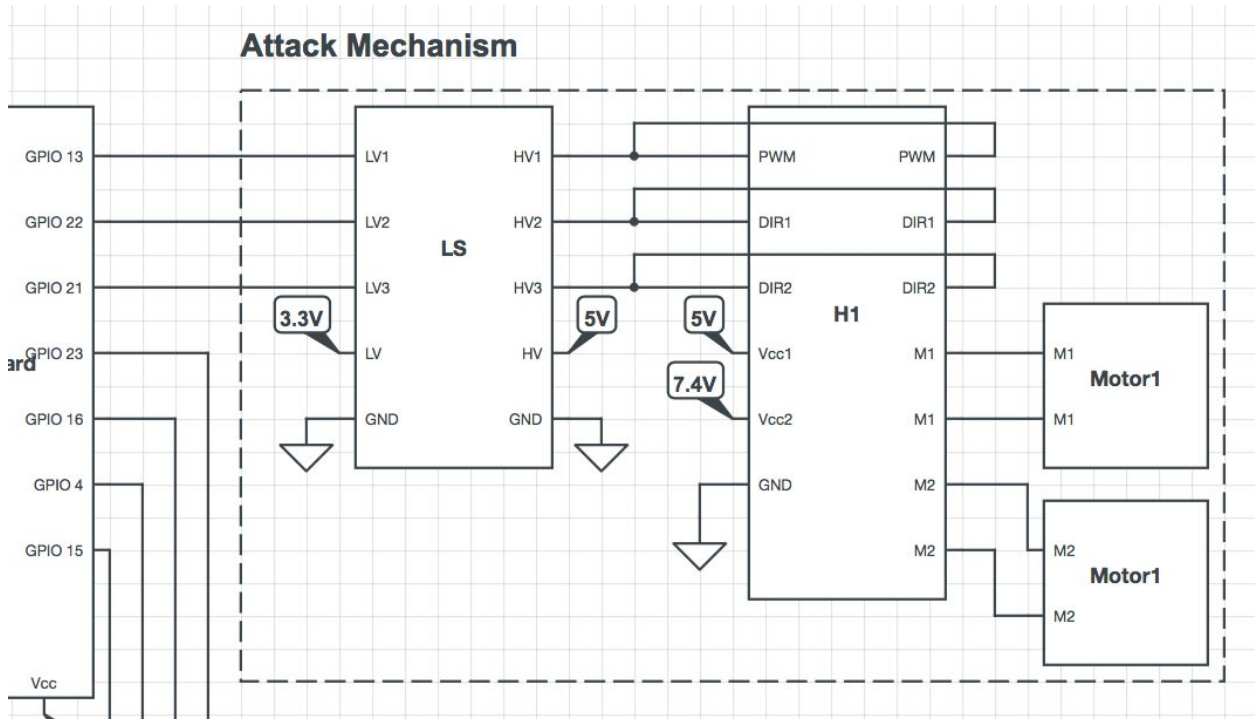 Attack Mechanism
GPIO 13
GPIO 22
GPIO 21
GPIO 23
ard
GPIO 16
GPIO 4
GPIO 15
Vcc
LV1
LV2
LS
LV3
3.3V
LV
GND
HV1
HV2
HV3
5V
HV
GND
PWM
DIR1
DIR2
5V
Vcc1
7.4V
Vcc2
GND
H1
PWM
DIR1
DIR2
M1
M1
M2
M2
M1
Motor1
M1
M2
Motor1
M2